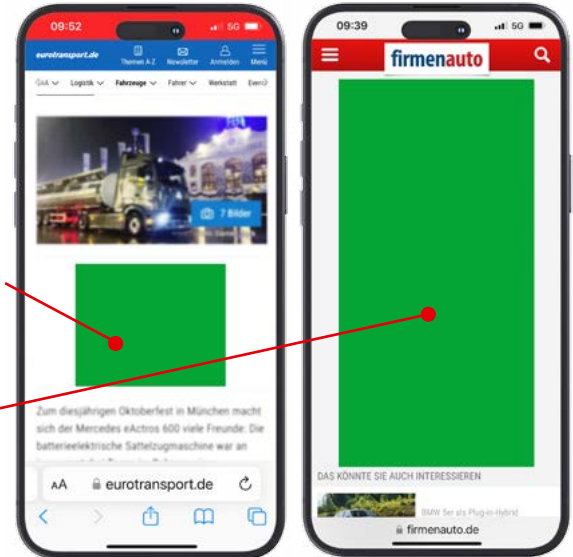 09:52
5G
eurotransport.de
Themen A-Z
Newsletter
Anmelden
Menü
Logistik
Fahrzeuge
Fahrer
Werkstatt
7 Bilder
Zum diesjährigen Oktoberfest in München macht
sich der Mercedes eActros 600 viele Freunde: Die
batterieelektrische Sattelzugmaschine war an
AA
eurotransport.de
09:39
5G
firmenauto
DAS KÖNNTE SIE AUCH INTERESSIEREN
BMW 5er als Plug-in-Hybrid
firmenauto.de